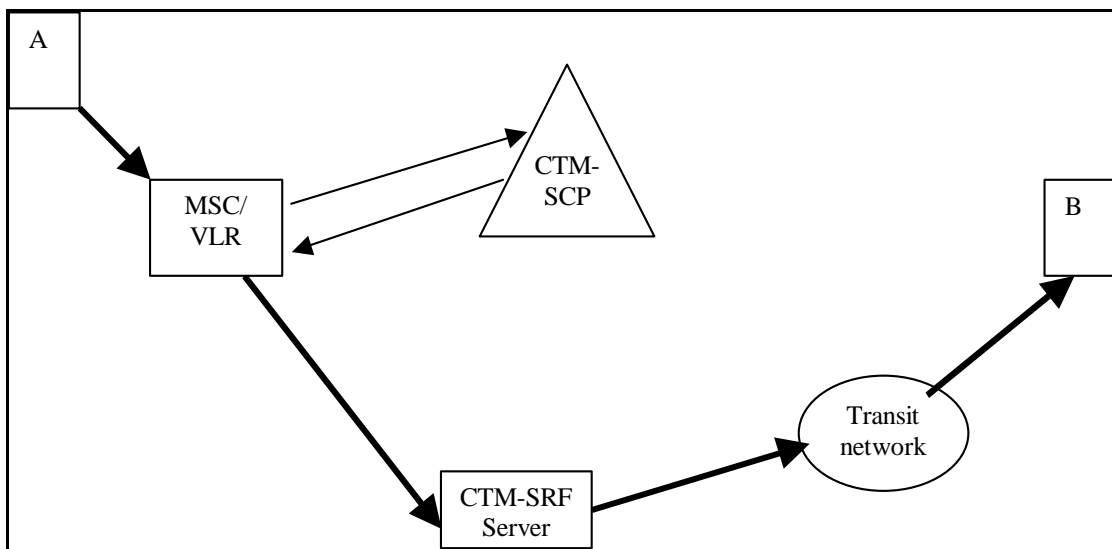 A
CTM-
SCP
MSC/
VLR
B
Transit
network
CTM-SRF
Server